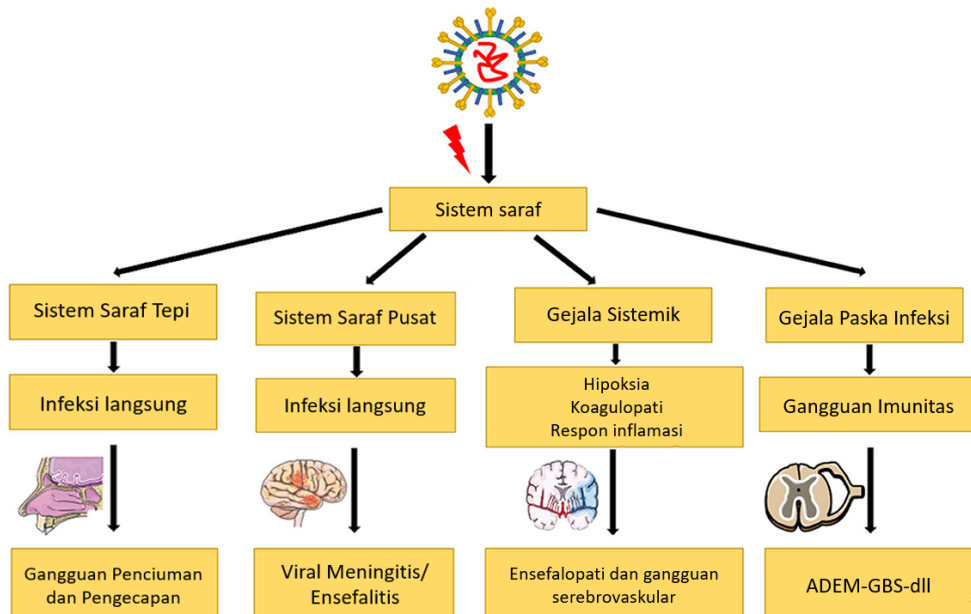 Sistem saraf
Sistem Saraf Tepi
Sistem Saraf Pusat
Gejala Sistemik
Gejala Paska Infeksi
Infeksi langsung
Infeksi langsung
Hipoksia
Koagulopati
Respon inflamasi
Gangguan Imunitas
Gangguan Penciuman
dan Pengecapan
Viral Meningitis/
Ensefalitis
Ensefalopati dan gangguan
serebrovaskular
ADEM-GBS-dll